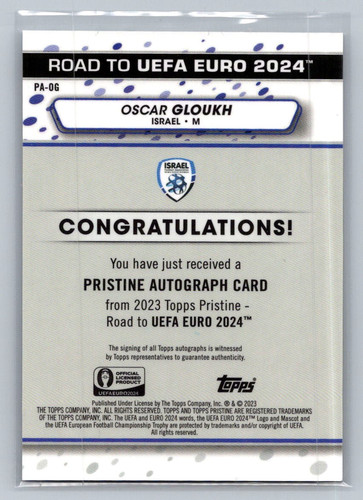 ROAD TO UEFA EURO 2024™
PA-OG
OSCAR GLOUKH
ISRAEL • M
ISRAEL
CONGRATULATIONS!
You have just received a
PRISTINE AUTOGRAPH CARD
from 2023 Topps Pristine -
Road to UEFA EURO 2024™
The signing of all Topps autographs is witnessed
by Topps representatives to guarantee authenticity.
OFFICIAL
LICENSED
PRODUCT
UEFA EURO2024
Topps
Published Under License by The Topps Company, Inc. ® & © 2023
THE TOPPS COMPANY, INC. ALL RIGHTS RESERVED. TOPPS AND TOPPS PRISTINE ARE REGISTERED TRADEMARKS
OF THE TOPPS COMPANY, INC. The UEFA and EURO 2024 words, the UEFA EURO 2024™ Logo and Mascot and
the UEFA European Football Championship Trophy are protected by trademarks and/or copyright of UEFA.
All rights reserved.